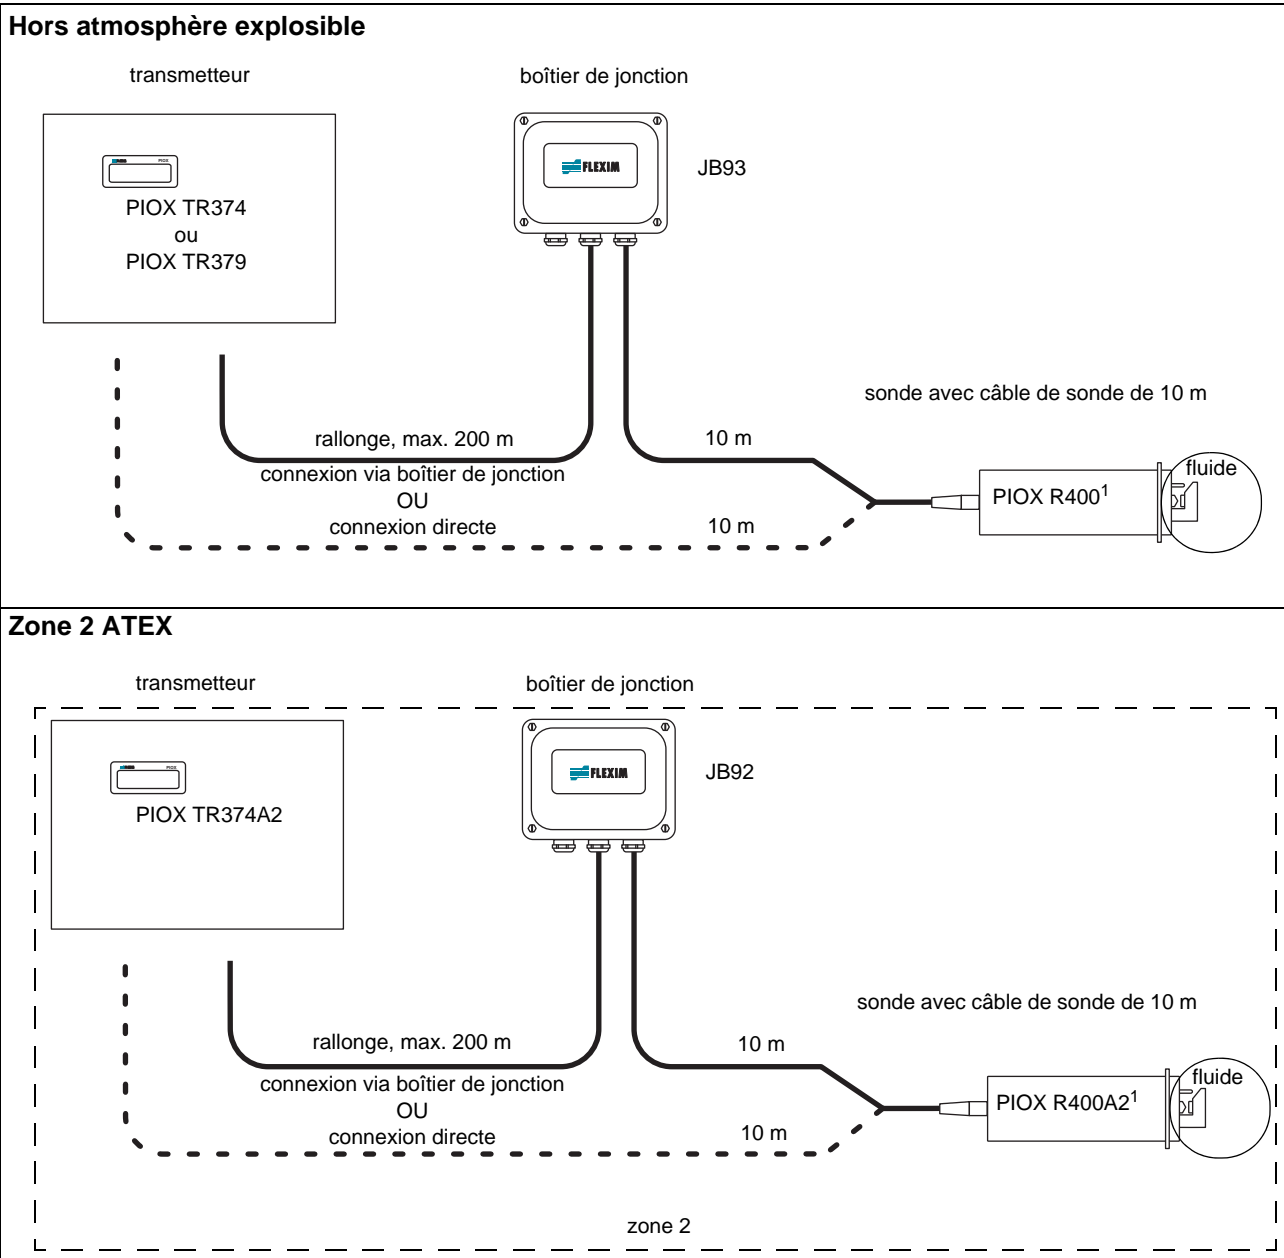 Hors atmosphère explosible
transmetteur
boîtier de jonction
PIOX
FLEXIM
JB93
PIOX TR374
ou
PIOX TR379
sonde avec câble de sonde de 10 m
rallonge, max. 200 m
10 m
connexion via boîtier de jonction
OU
connexion directe
10 m
PIOX R400¹
fluide
Zone 2 ATEX
transmetteur
boîtier de jonction
PIOX
FLEXIM
JB92
PIOX TR374A2
sonde avec câble de sonde de 10 m
rallonge, max. 200 m
10 m
connexion via boîtier de jonction
OU
connexion directe
10 m
PIOX R400A2¹
fluide
zone 2